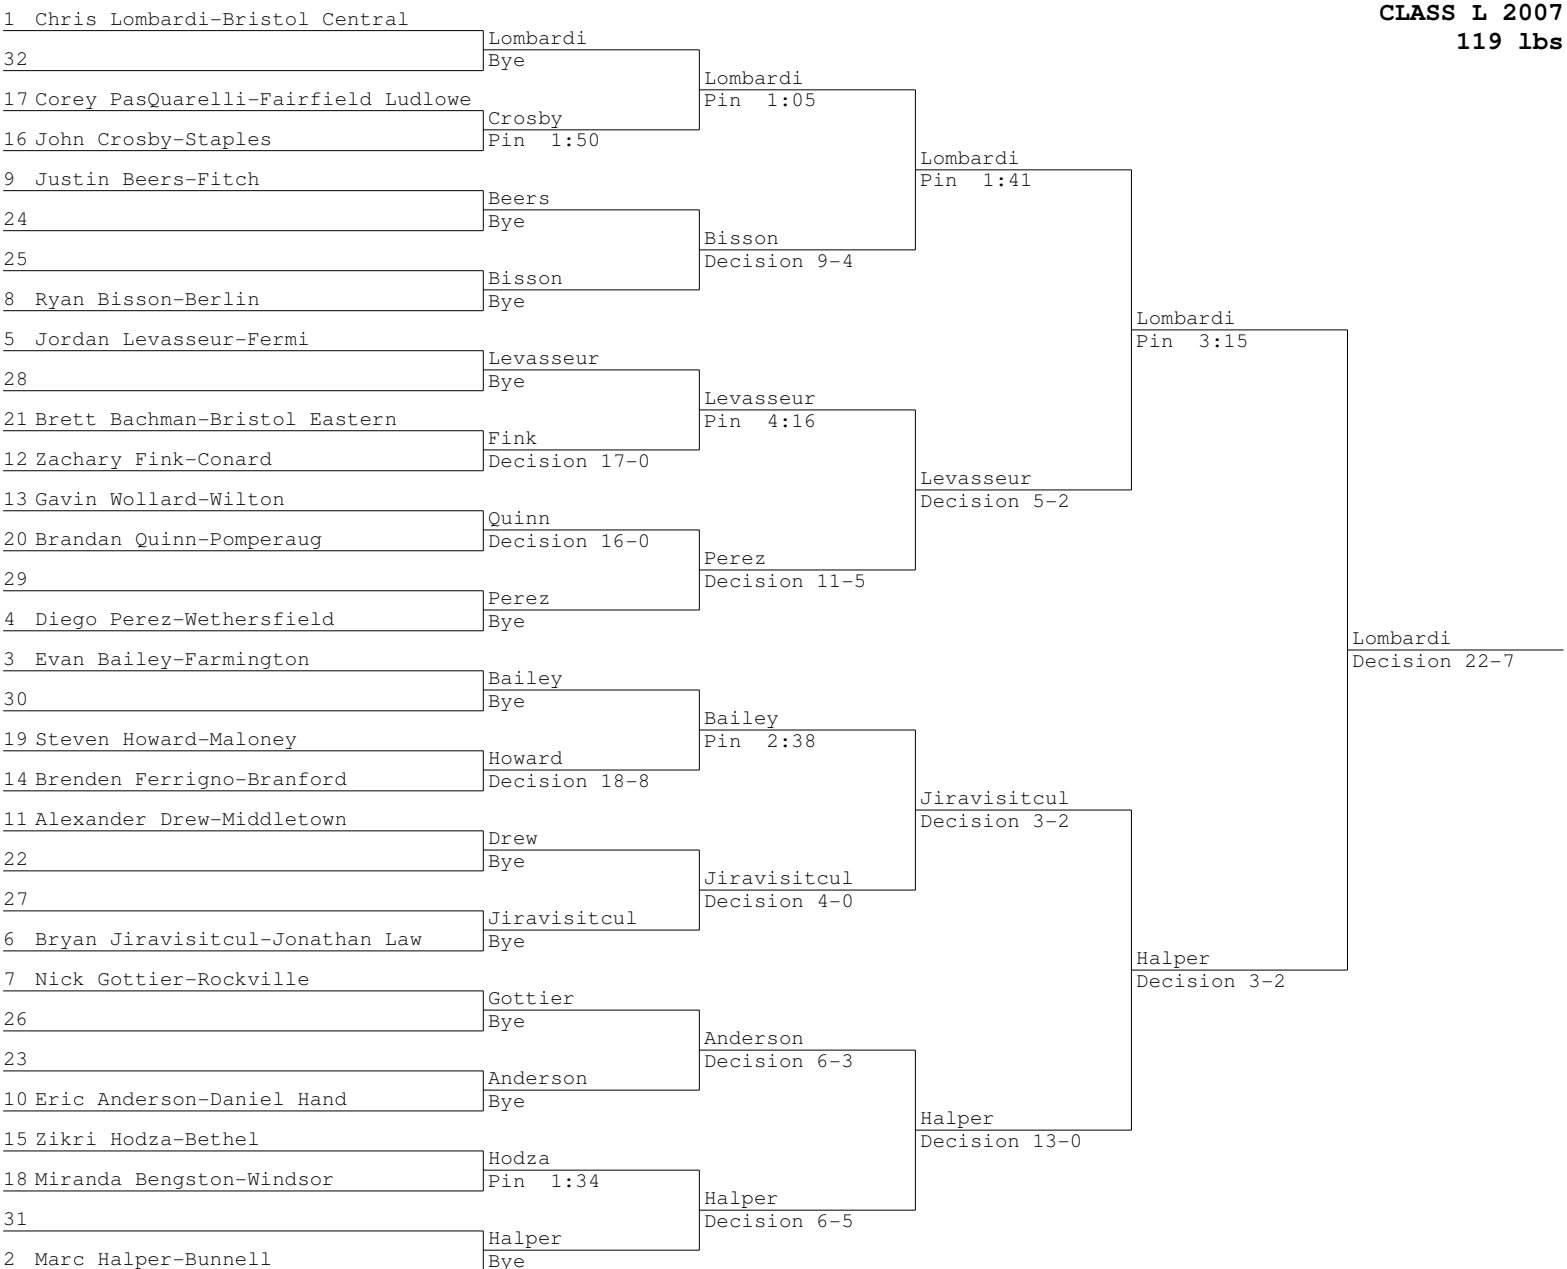 CLASS L 2007
119 lbs
1 Chris Lombardi-Bristol Central
Lombardi
32
Bye
Lombardi
17 Corey PasQuarelli-Fairfield Ludlowe
Pin 1:05
Crosby
16 John Crosby-Staples
Pin 1:50
Lombardi
9 Justin Beers-Fitch
Pin 1:41
Beers
24
Bye
Bisson
25
Decision 9-4
Bisson
8 Ryan Bisson-Berlin
Bye
Lombardi
5 Jordan Levasseur-Fermi
Pin 3:15
Levasseur
28
Bye
Levasseur
21 Brett Bachman-Bristol Eastern
Pin 4:16
Fink
12 Zachary Fink-Conard
Decision 17-0
Levasseur
13 Gavin Wollard-Wilton
Decision 5-2
Quinn
20 Brandan Quinn-Pomperaug
Decision 16-0
Perez
29
Decision 11-5
Perez
4 Diego Perez-Wethersfield
Bye
Lombardi
3 Evan Bailey-Farmington
Decision 22-7
Bailey
30
Bye
Bailey
19 Steven Howard-Maloney
Pin 2:38
Howard
14 Brenden Ferrigno-Branford
Decision 18-8
Jiravisitcul
11 Alexander Drew-Middletown
Decision 3-2
Drew
22
Bye
Jiravisitcul
27
Decision 4-0
Jiravisitcul
6 Bryan Jiravisitcul-Jonathan Law
Bye
Halper
7 Nick Gottier-Rockville
Decision 3-2
Gottier
26
Bye
Anderson
23
Decision 6-3
Anderson
10 Eric Anderson-Daniel Hand
Bye
Halper
15 Zikri Hodza-Bethel
Decision 13-0
Hodza
18 Miranda Bengston-Windsor
Pin 1:34
Halper
31
Decision 6-5
Halper
2 Marc Halper-Bunnell
Bye